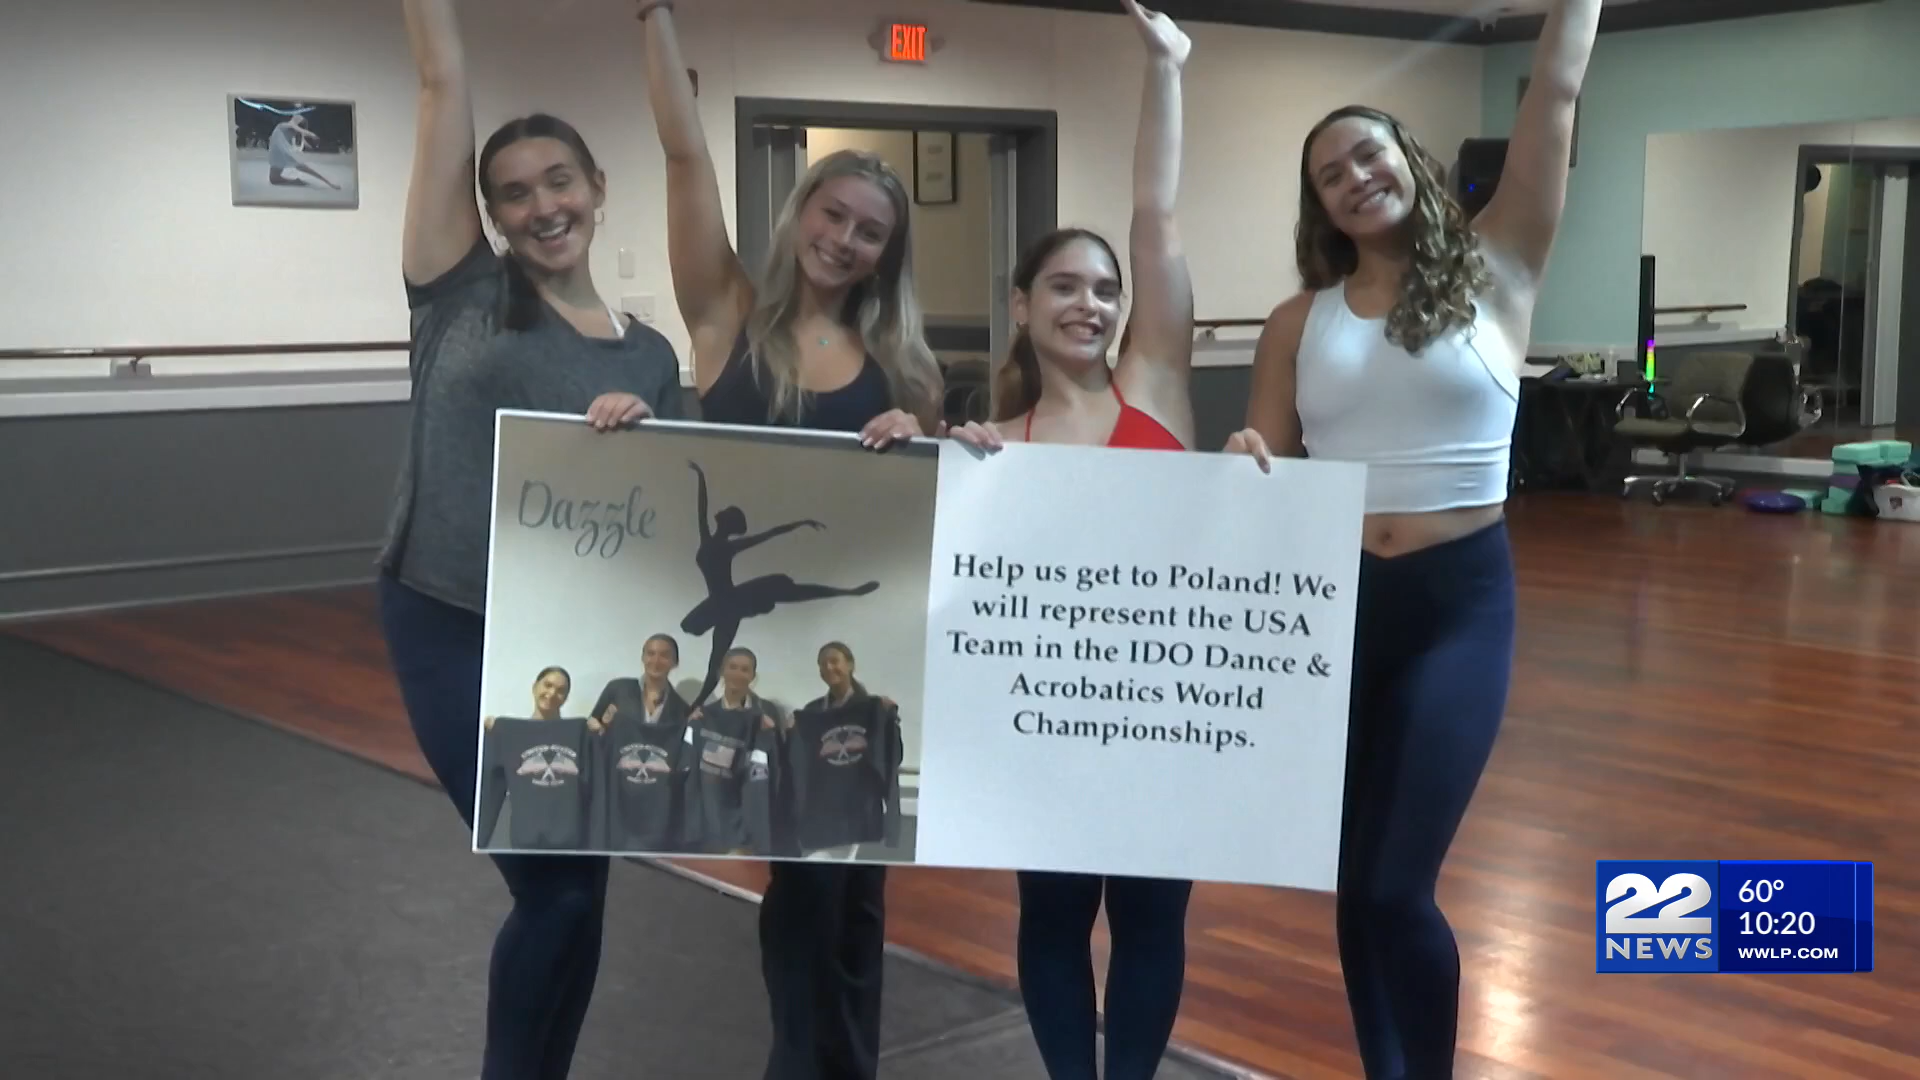 EXIT
Dazzle
Help us get to Poland! We
will represent the USA
Team in the IDO Dance &
Acrobatics World
Championships.
22
NEWS
60°
10:20
WWLP.COM